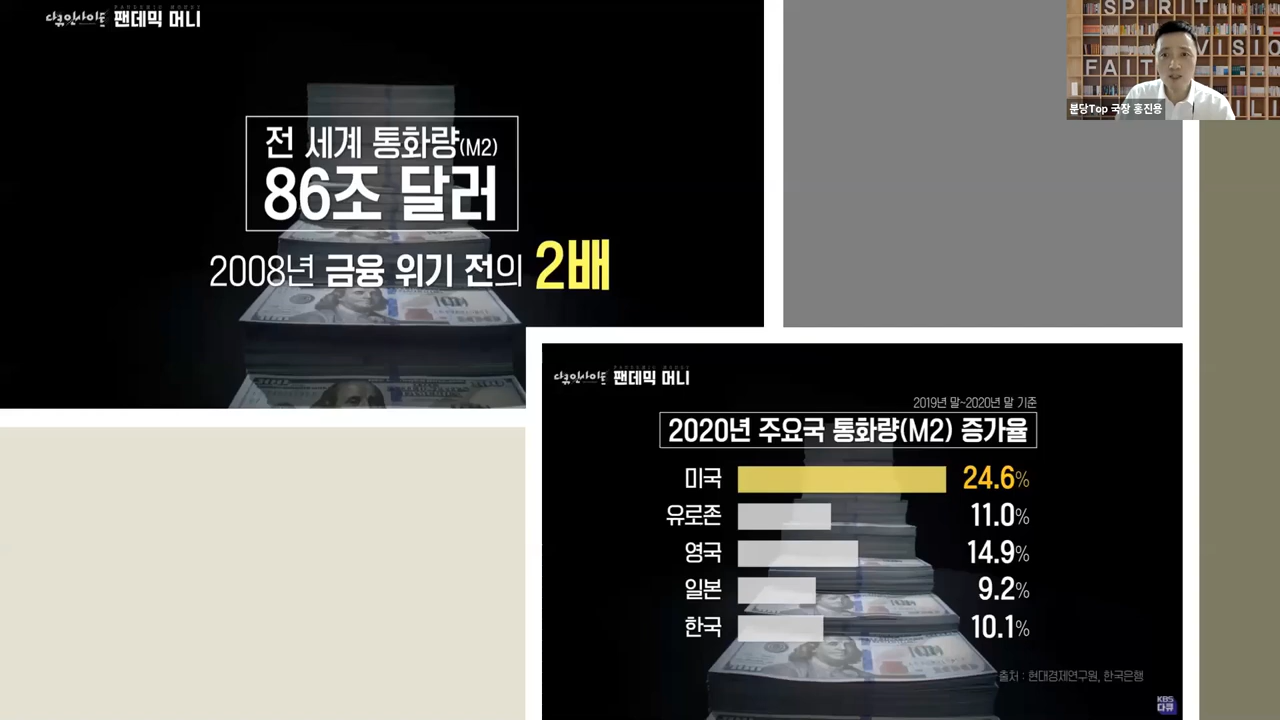 다큐인사이트 팬데믹 머니
전 세계 통화량(M2)
86조 달러
2008년 금융 위기 전의 2배
SPIRIT
VISIO
FAIT
분당Top 국장 홍진용
다큐인사이트 팬데믹 머니
2019년 말~2020년 말 기준
2020년 주요국 통화량(M2) 증가율
미국 24.6%
유로존 11.0%
영국 14.9%
일본 9.2%
한국 10.1%
출처 : 현대경제연구원, 한국은행
KBS
다큐